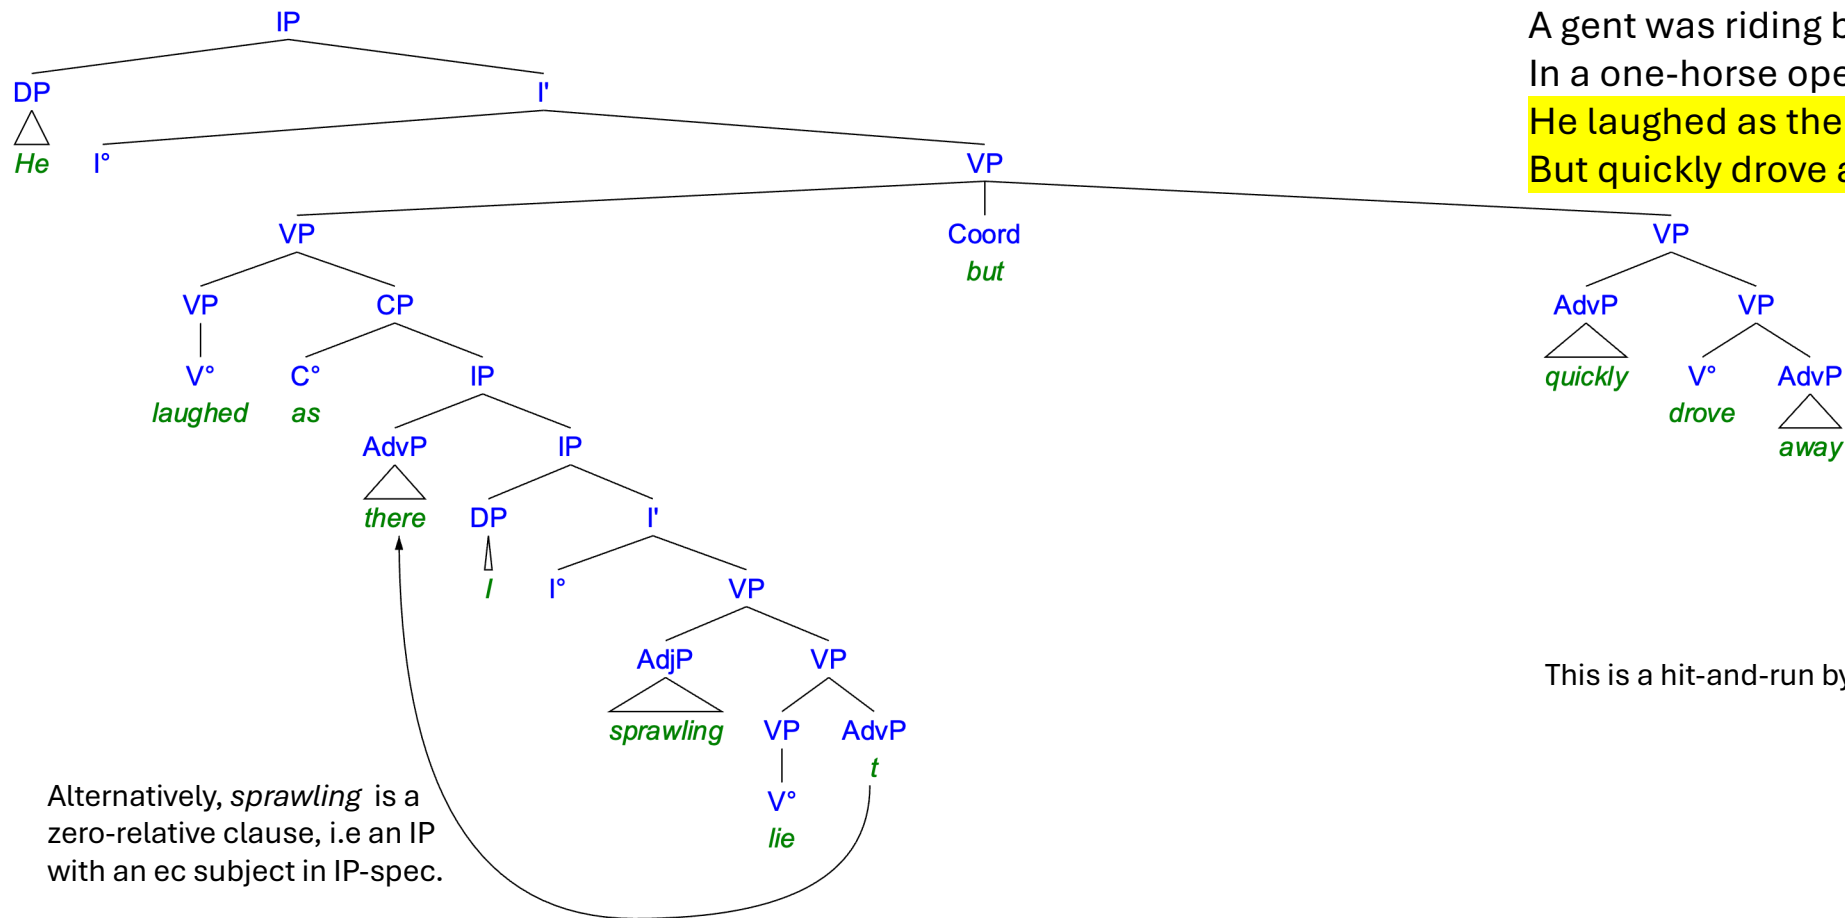 IP
DP I'
He I° VP
VP Coord VP
but
VP CP AdvP VP
V° C° IP quickly V° AdvP
laughed as drove
AdvP IP away
there DP I'
I I° VP
AdjP VP
sprawling VP AdvP
t
V°
lie
A gent was riding
In a one-horse
He laughed as
But quickly drove
This is a hit-and-run
Alternatively, sprawling is a
zero-relative clause, i.e an IP
with an ec subject in IP-spec.